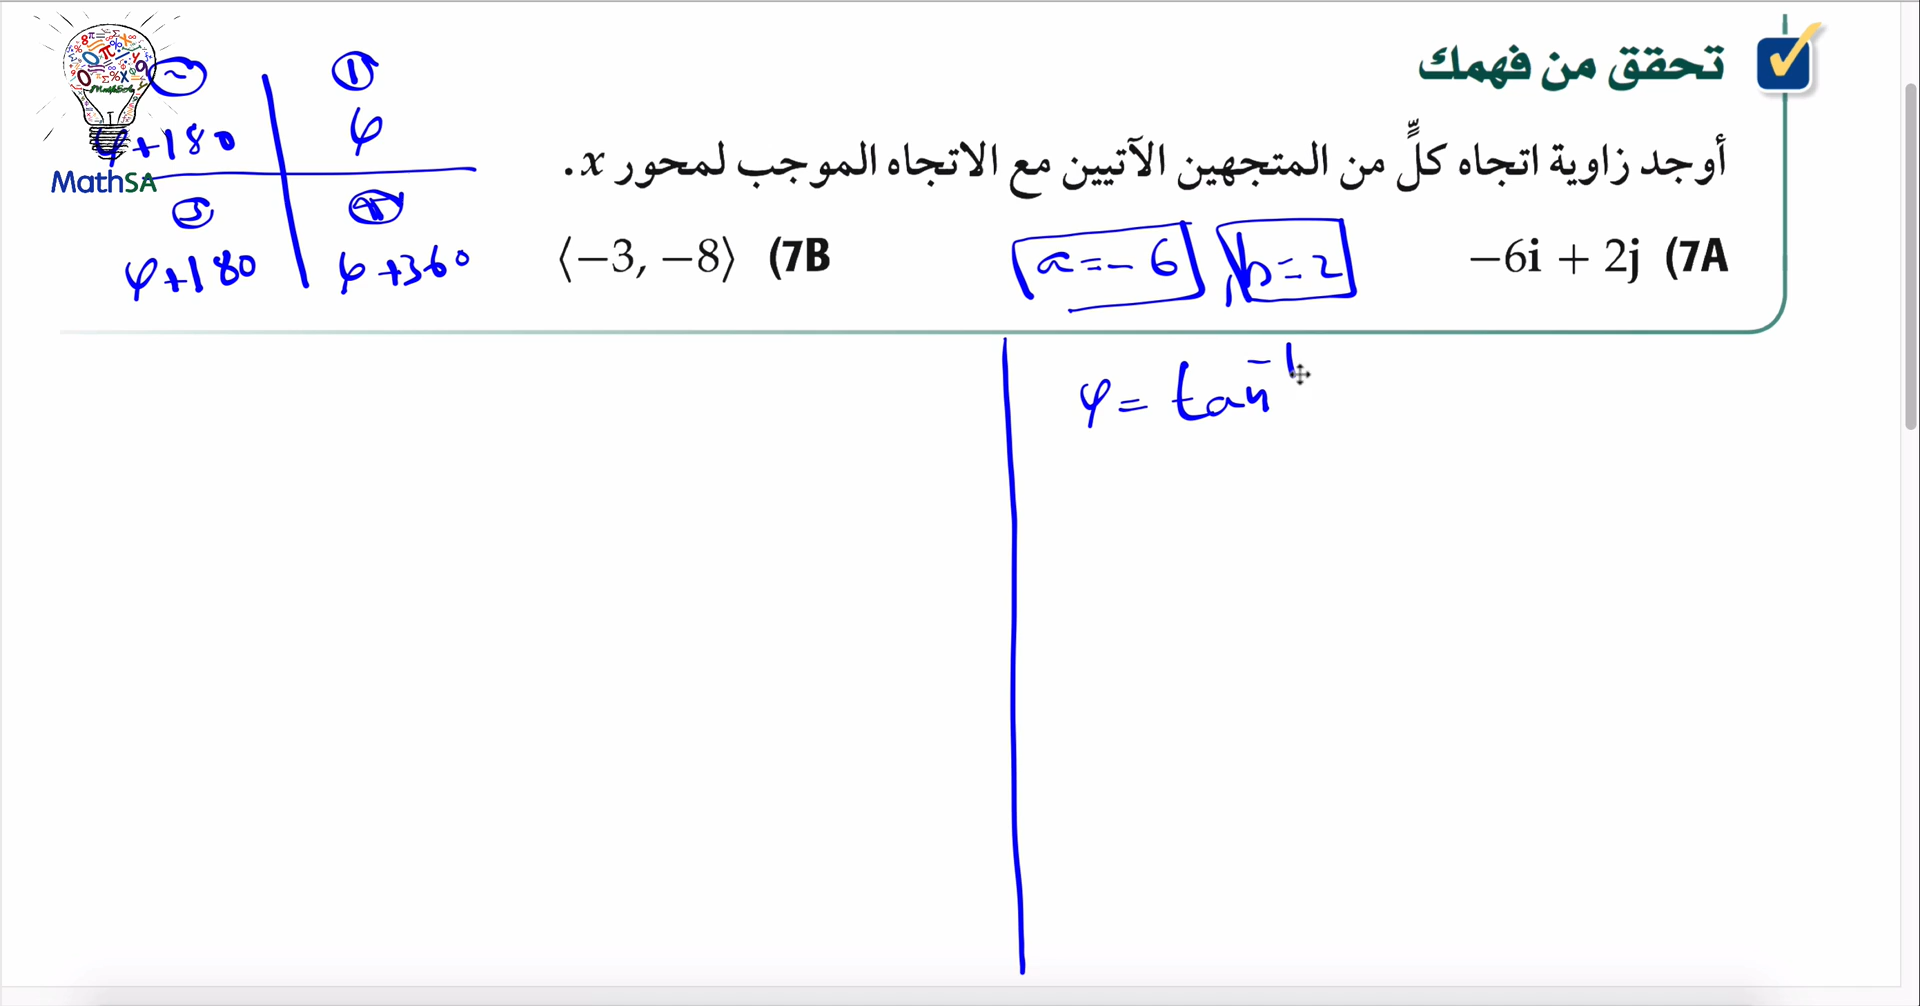 تحقق من فهمك
أوجد زاوية اتجاه كلٍّ من المتجهين الآتيين مع الاتجاه الموجب لمحور x .
7A) −6i + 2j
a = − 6 , b = 2
7B) ⟨−3, −8⟩
φ = tan⁻¹
١
φ
φ+180
φ+180
φ+360
MathSA